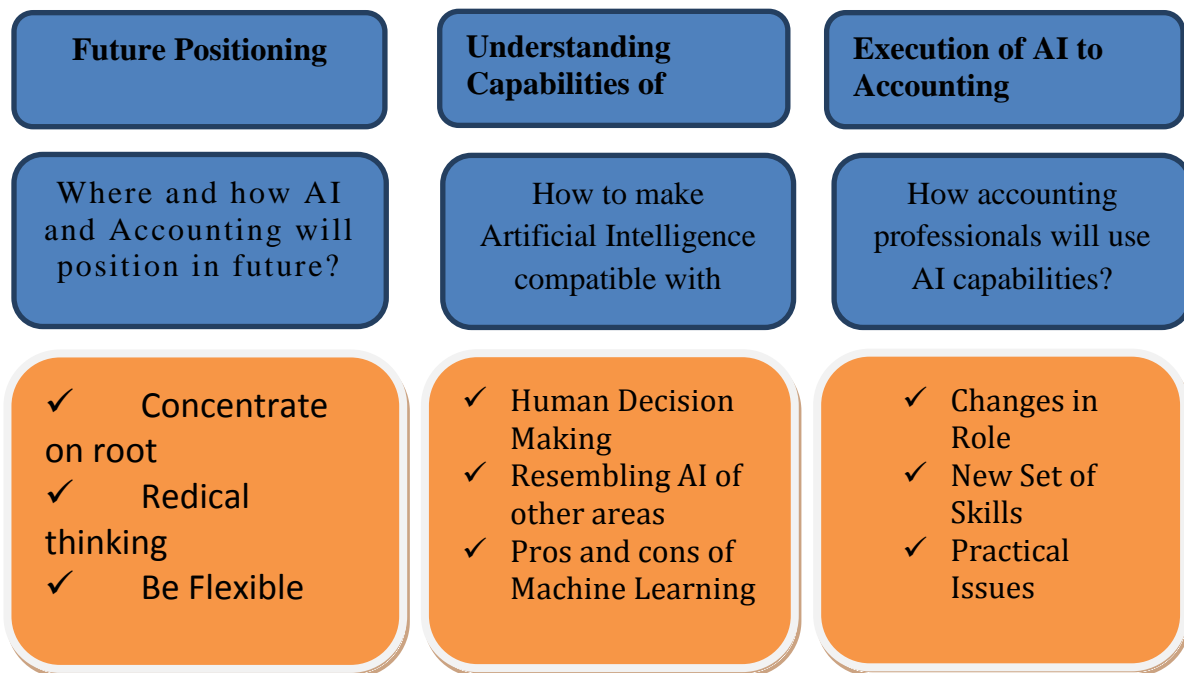 Future Positioning
Understanding
Capabilities of
Execution of AI to
Accounting
Where and how AI
and Accounting will
position in future?
How to make
Artificial Intelligence
compatible with
How accounting
professionals will use
AI capabilities?
✓ Concentrate
on root
✓ Redical
thinking
✓ Be Flexible
✓ Human Decision
Making
✓ Resembling AI of
other areas
✓ Pros and cons of
Machine Learning
✓ Changes in
Role
✓ New Set of
Skills
✓ Practical
Issues